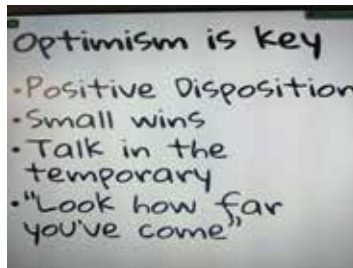 Optimism is key
•Positive Disposition
•Small wins
•Talk in the
temporary
•"Look how far
you've come"